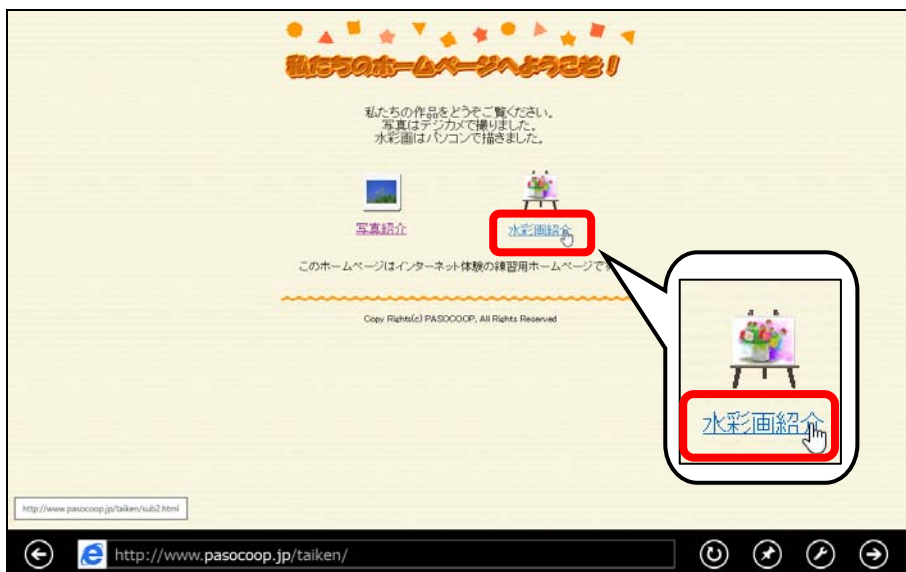 私たちのホームページへようこそ！
私たちの作品をどうぞご覧ください。
写真はデジカメで撮りました。
水彩画はパソコンで描きました。
写真紹介
水彩画紹介
このホームページはインターネット体験の練習用ホームページです
Copy Rights(c) PASOCOOP, All Rights Reserved
水彩画紹介
http://www.pasocoop.jp/taiken/sub2.html
http://www.pasocoop.jp/taiken/